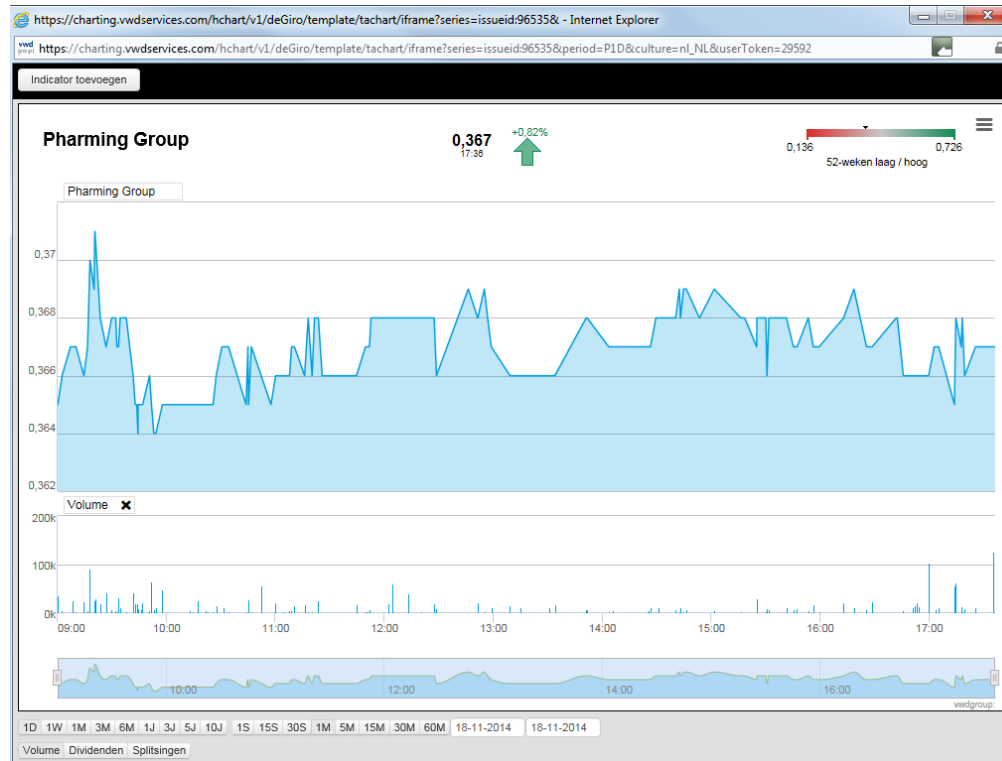 https://charting.vwdservices.com/hchart/v1/deGiro/template/tachart/iframe?series=issueid:96535& - Internet Explorer
vwd group: https://charting.vwdservices.com/hchart/v1/deGiro/template/tachart/iframe?series=issueid:96535&period=P1D&culture=nl_NL&userToken=29592
Indicator toevoegen
Pharming Group
0,367
17:36
+0,82%
0,136 0,726
52-weken laag / hoog
Pharming Group
0,37
0,368
0,366
0,364
0,362
Volume
200k
100k
0k
09:00 10:00 11:00 12:00 13:00 14:00 15:00 16:00 17:00
10:00 12:00 14:00 16:00
vwdgroup:
1D 1W 1M 3M 6M 1J 3J 5J 10J 1S 15S 30S 1M 5M 15M 30M 60M 18-11-2014 18-11-2014
Volume Dividenden Splitsingen